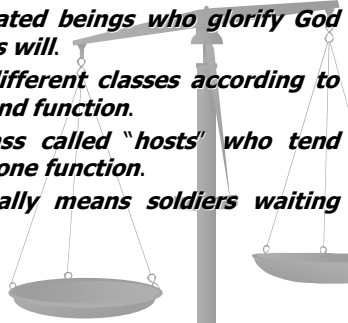 ated beings who glorify God
s will.
ifferent classes according to
nd function.
ss called “hosts” who tend
one function.
ally means soldiers waiting